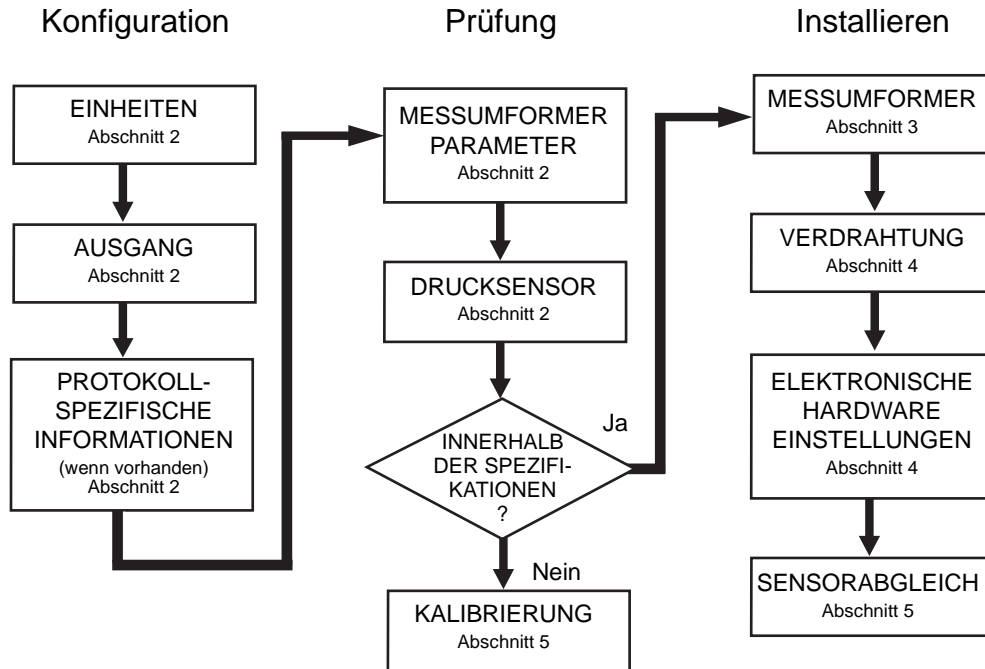 Konfiguration
EINHEITEN
Abschnitt 2
AUSGANG
Abschnitt 2
PROTOKOLL-
SPEZIFISCHE
INFORMATIONEN
(wenn vorhanden)
Abschnitt 2
Prüfung
MESSUMFORMER
PARAMETER
Abschnitt 2
DRUCKSENSOR
Abschnitt 2
INNERHALB
DER SPEZIFI-
KATIONEN
?
Ja
Nein
KALIBRIERUNG
Abschnitt 5
Installieren
MESSUMFORMER
Abschnitt 3
VERDRAHTUNG
Abschnitt 4
ELEKTRONISCHE
HARDWARE
EINSTELLUNGEN
Abschnitt 4
SENSORABGLEICH
Abschnitt 5